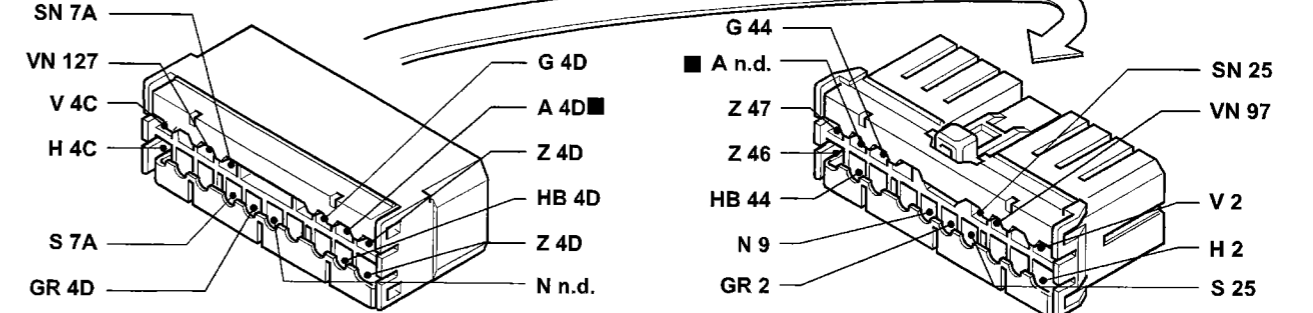 SN 7A
VN 127
V 4C
H 4C
S 7A
GR 4D
G 4D
A 4D■
Z 4D
HB 4D
Z 4D
N n.d.
G 44
■ A n.d.
Z 47
Z 46
HB 44
N 9
GR 2
SN 25
VN 97
V 2
H 2
S 25